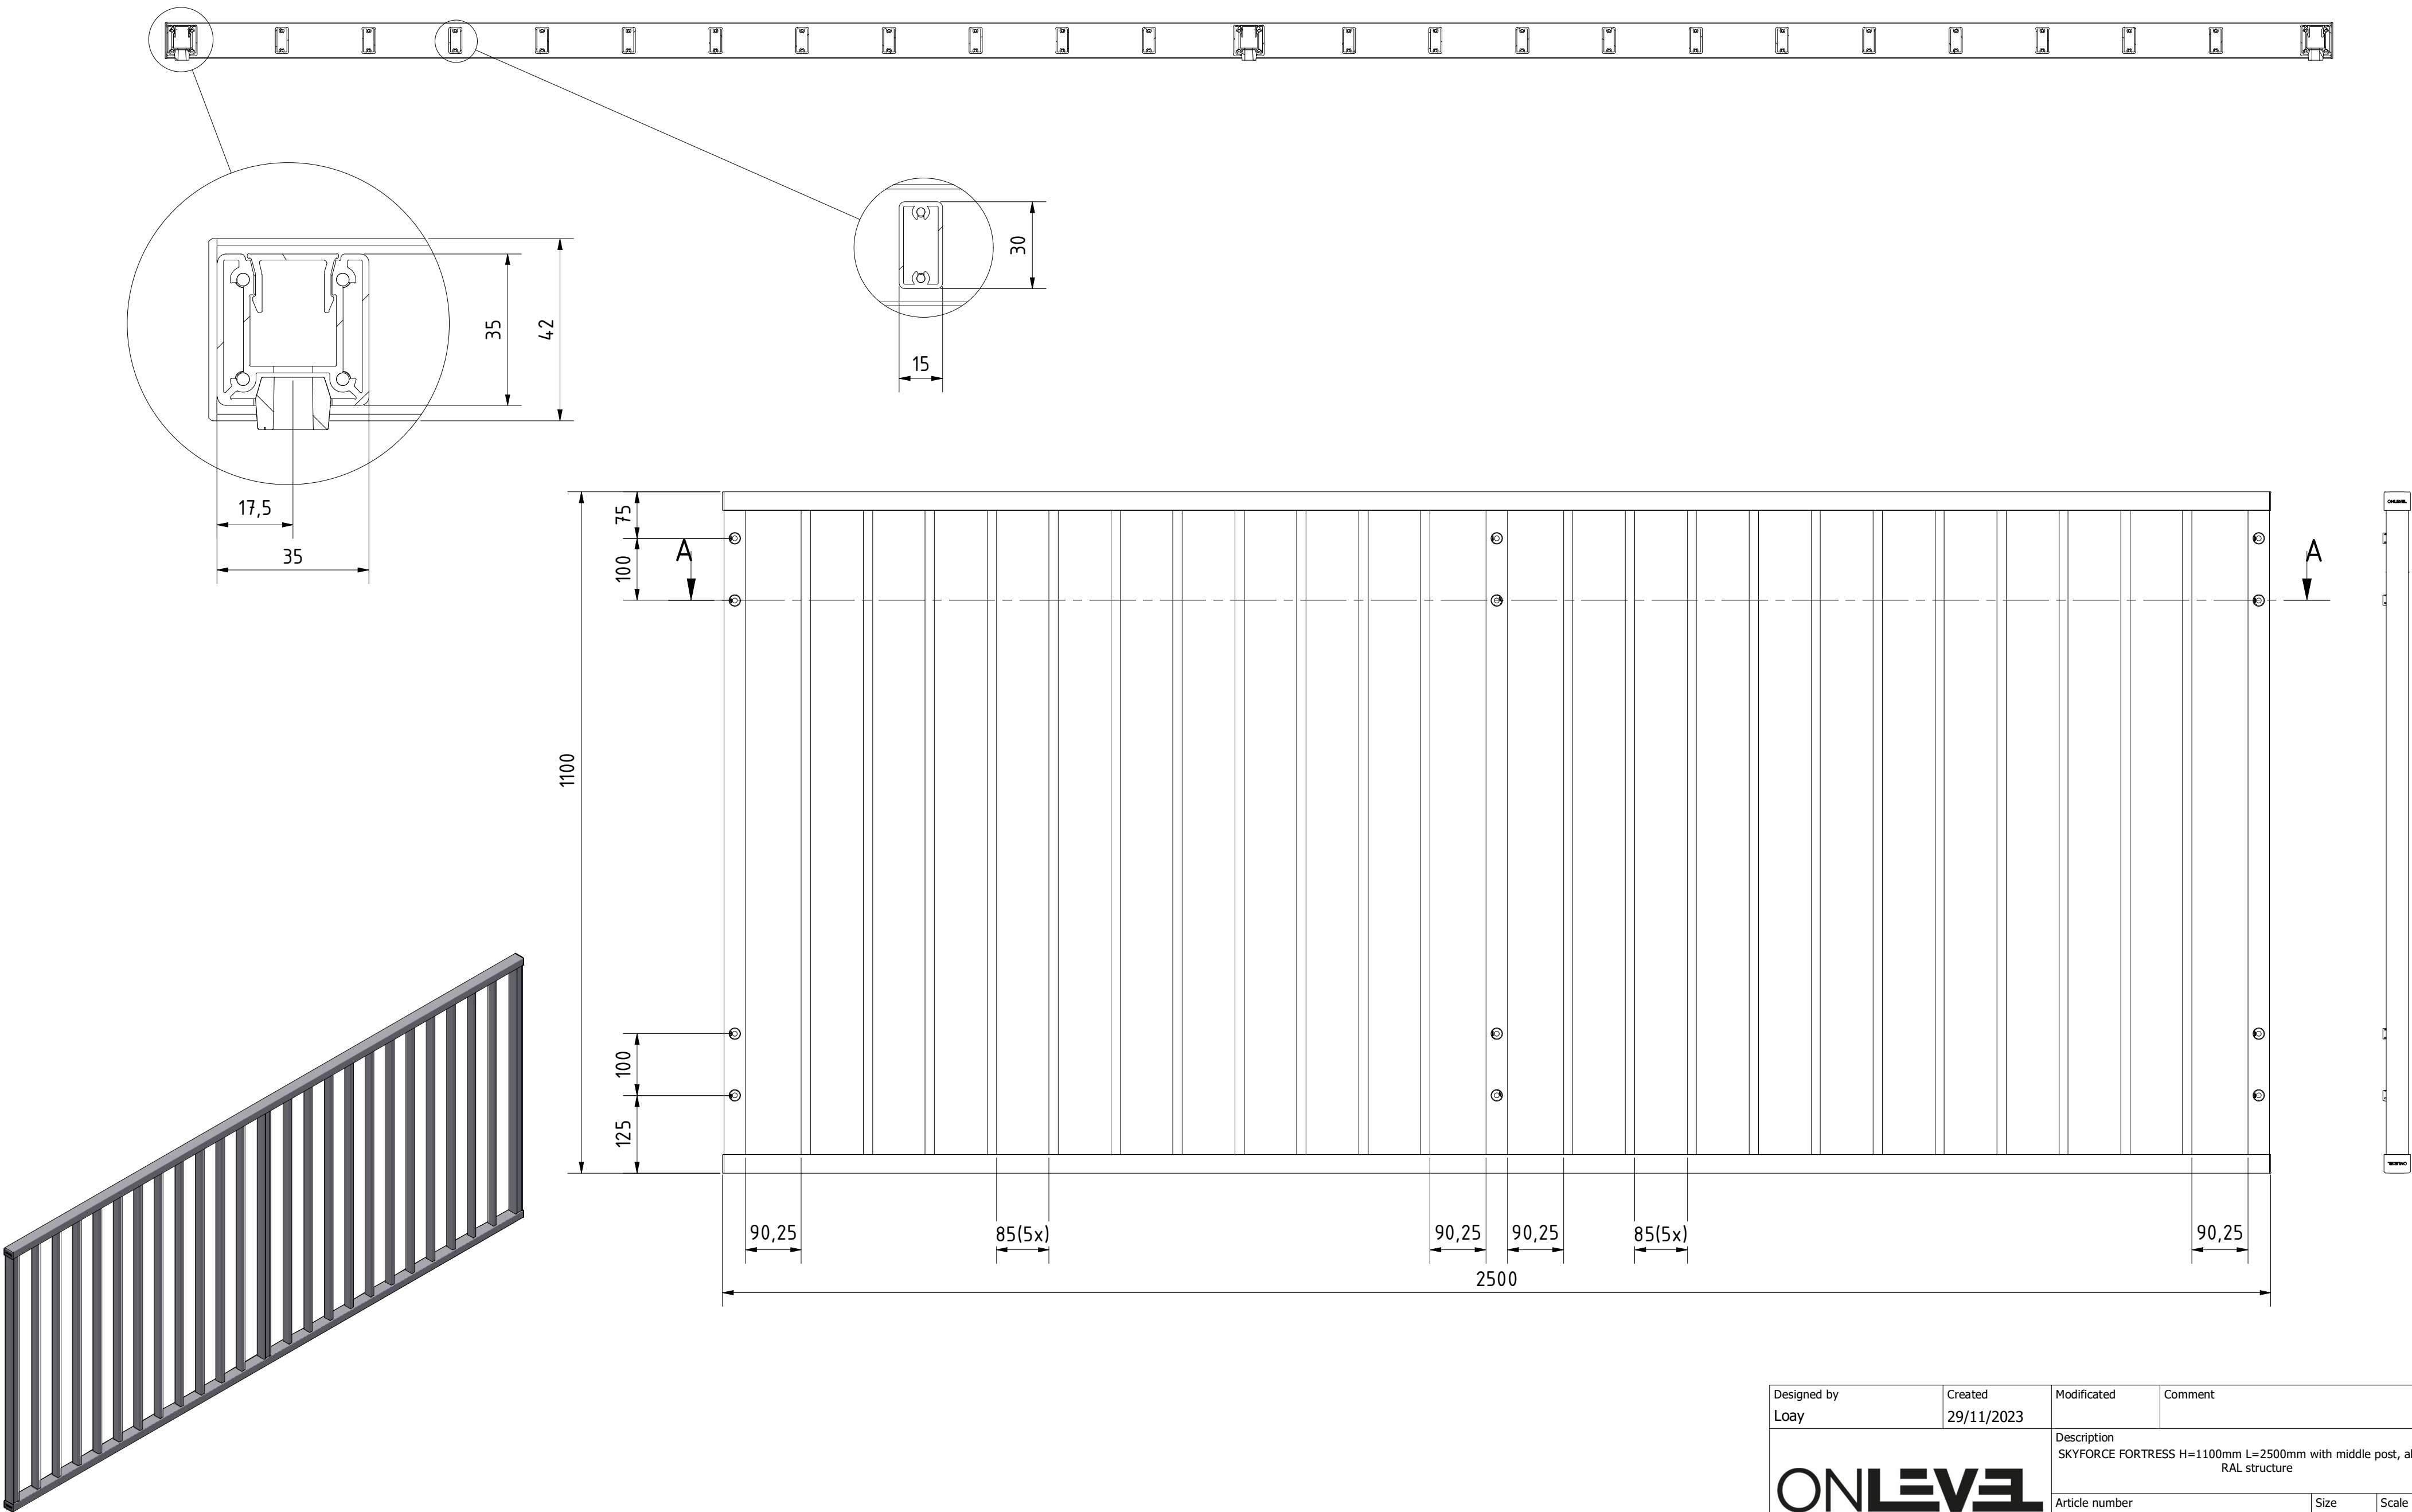 30
15
35
42
17,5
35
75
100
A
A
1100
100
125
90,25
85(5x)
90,25
90,25
85(5x)
90,25
2500
ONLEVEL
ONLEVEL
Designed by
Created
Modificated
Comment
Loay
29/11/2023
Description
SKYFORCE FORTRESS H=1100mm L=2500mm with middle post,
RAL structure
ONLEVEL
Article number
Size
Scale